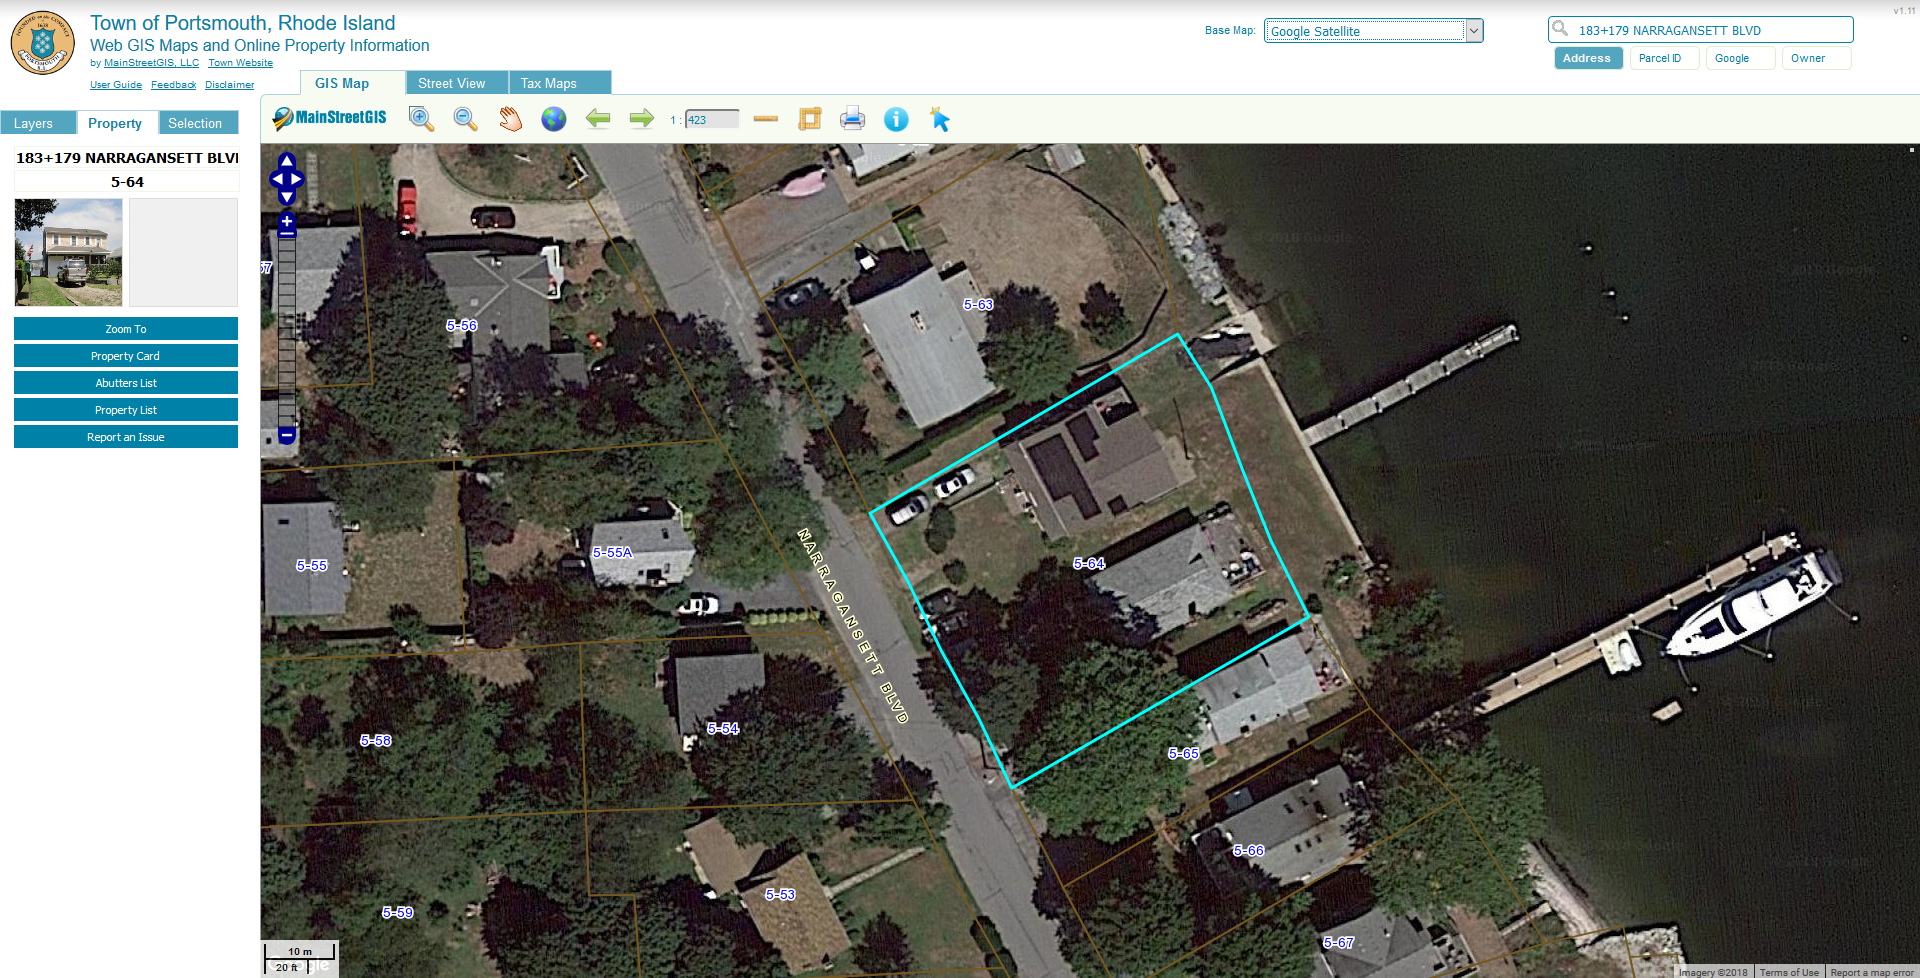 v1.11
Town of Portsmouth, Rhode Island
Web GIS Maps and Online Property Information
by MainStreetGIS, LLC Town Website
User Guide Feedback Disclaimer
Base Map: Google Satellite
183+179 NARRAGANSETT BLVD
Address Parcel ID Google Owner
GIS Map Street View Tax Maps
Layers Property Selection
MainStreetGIS
1 : 423
183+179 NARRAGANSETT BLV
5-64
Zoom To
Property Card
Abutters List
Property List
Report an Issue
57
5-56
5-63
5-55
5-55A
5-64
NARRAGANSETT BLVD
5-58
5-54
5-65
5-66
5-53
5-59
5-67
10 m
20 ft
Google
Imagery ©2018 Terms of Use Report a map error